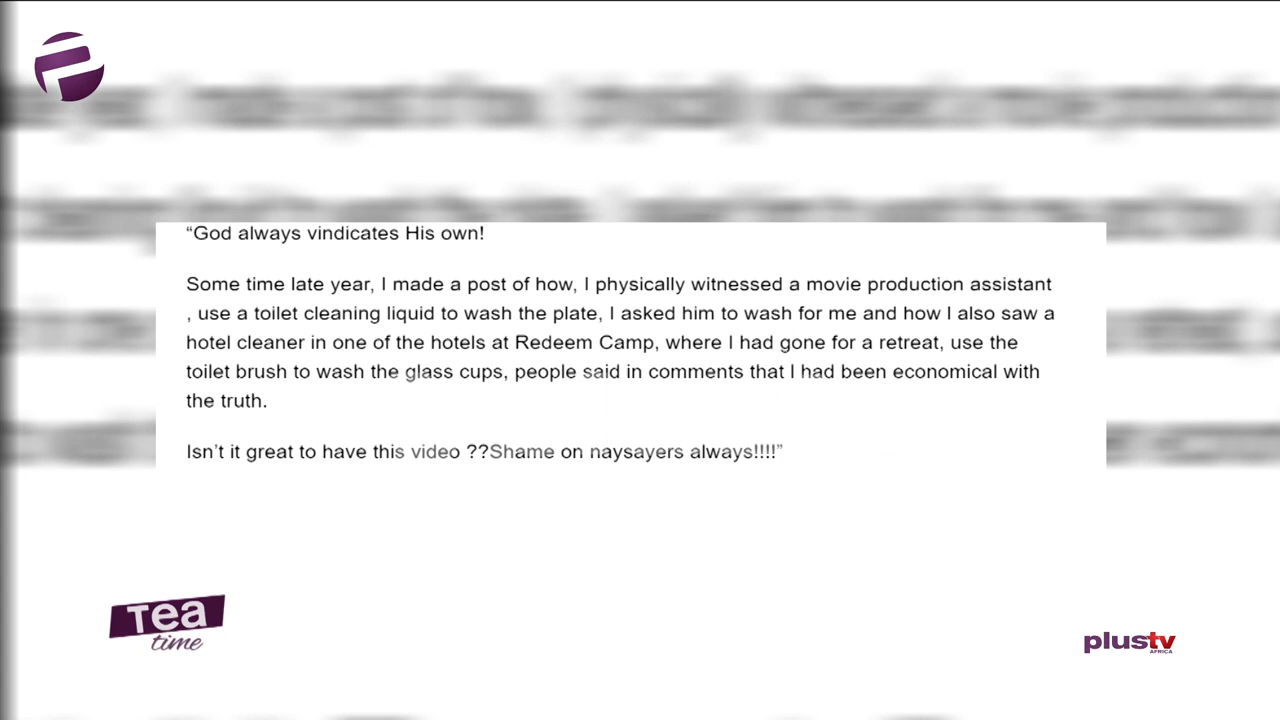 “God always vindicates His own!
Some time late year, I made a post of how, I physically witnessed a movie production assistant
, use a toilet cleaning liquid to wash the plate, I asked him to wash for me and how I also saw a
hotel cleaner in one of the hotels at Redeem Camp, where I had gone for a retreat, use the
toilet brush to wash the glass cups, people said in comments that I had been economical with
the truth.
Isn’t it great to have this video ??Shame on naysayers always!!!!”
Tea
time
plustv
AFRICA